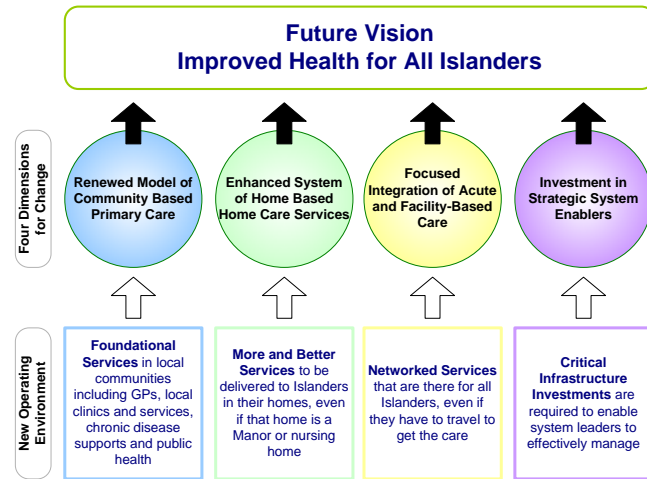 Future Vision
Improved Health for All Islanders
Four Dimensions
for Change
Renewed Model of
Community Based
Primary Care
Enhanced System
of Home Based
Home Care Services
Focused
Integration of Acute
and Facility-Based
Care
Investment in
Strategic System
Enablers
New Operating
Environment
Foundational
Services in local
communities
including GPs, local
clinics and services,
chronic disease
supports and public
health
More and Better
Services to be
delivered to Islanders
in their homes, even
if that home is a
Manor or nursing
home
Networked Services
that are there for all
Islanders, even if
they have to travel to
get the care
Critical
Infrastructure
Investments are
required to enable
system leaders to
effectively manage